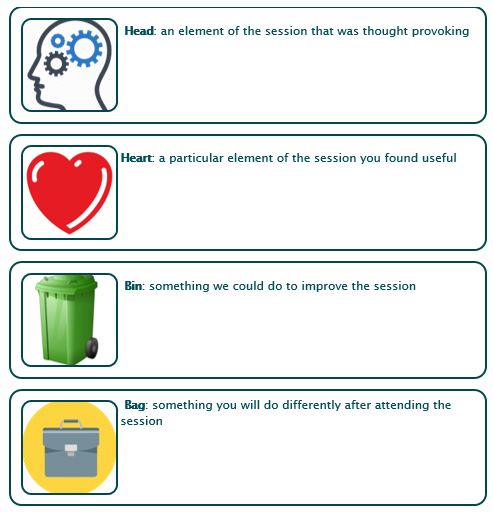 Head: an element of the session that was thought provoking
Heart: a particular element of the session you found useful
Bin: something we could do to improve the session
Bag: something you will do differently after attending the
session